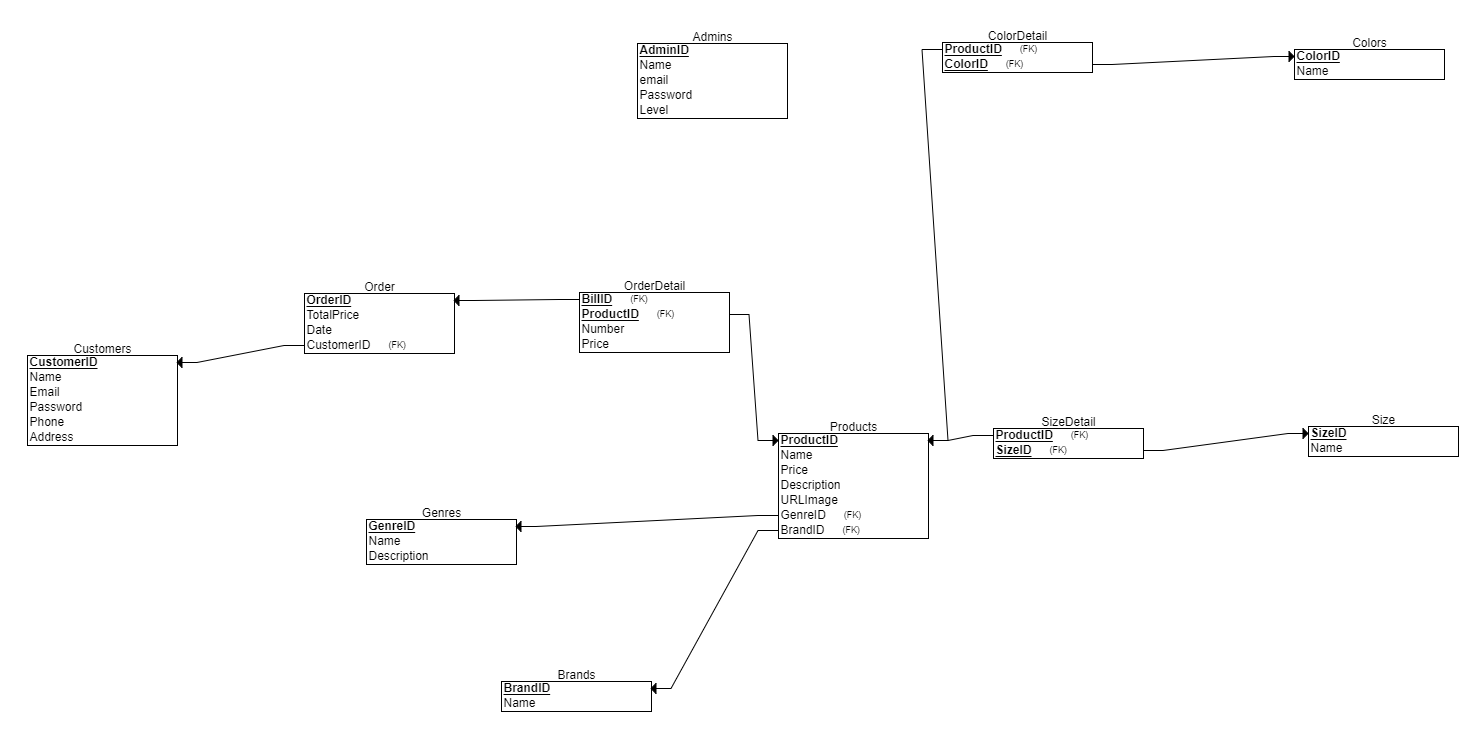 Admins
AdminID
Name
email
Password
Level
ColorDetail
ProductID (FK)
ColorID (FK)
Colors
ColorID
Name
Order
OrderID
TotalPrice
Date
CustomerID (FK)
OrderDetail
BillID (FK)
ProductID (FK)
Number
Price
Customers
CustomerID
Name
Email
Password
Phone
Address
Products
ProductID
Name
Price
Description
URLImage
GenreID (FK)
BrandID (FK)
SizeDetail
ProductID (FK)
SizeID (FK)
Size
SizeID
Name
Genres
GenreID
Name
Description
Brands
BrandID
Name